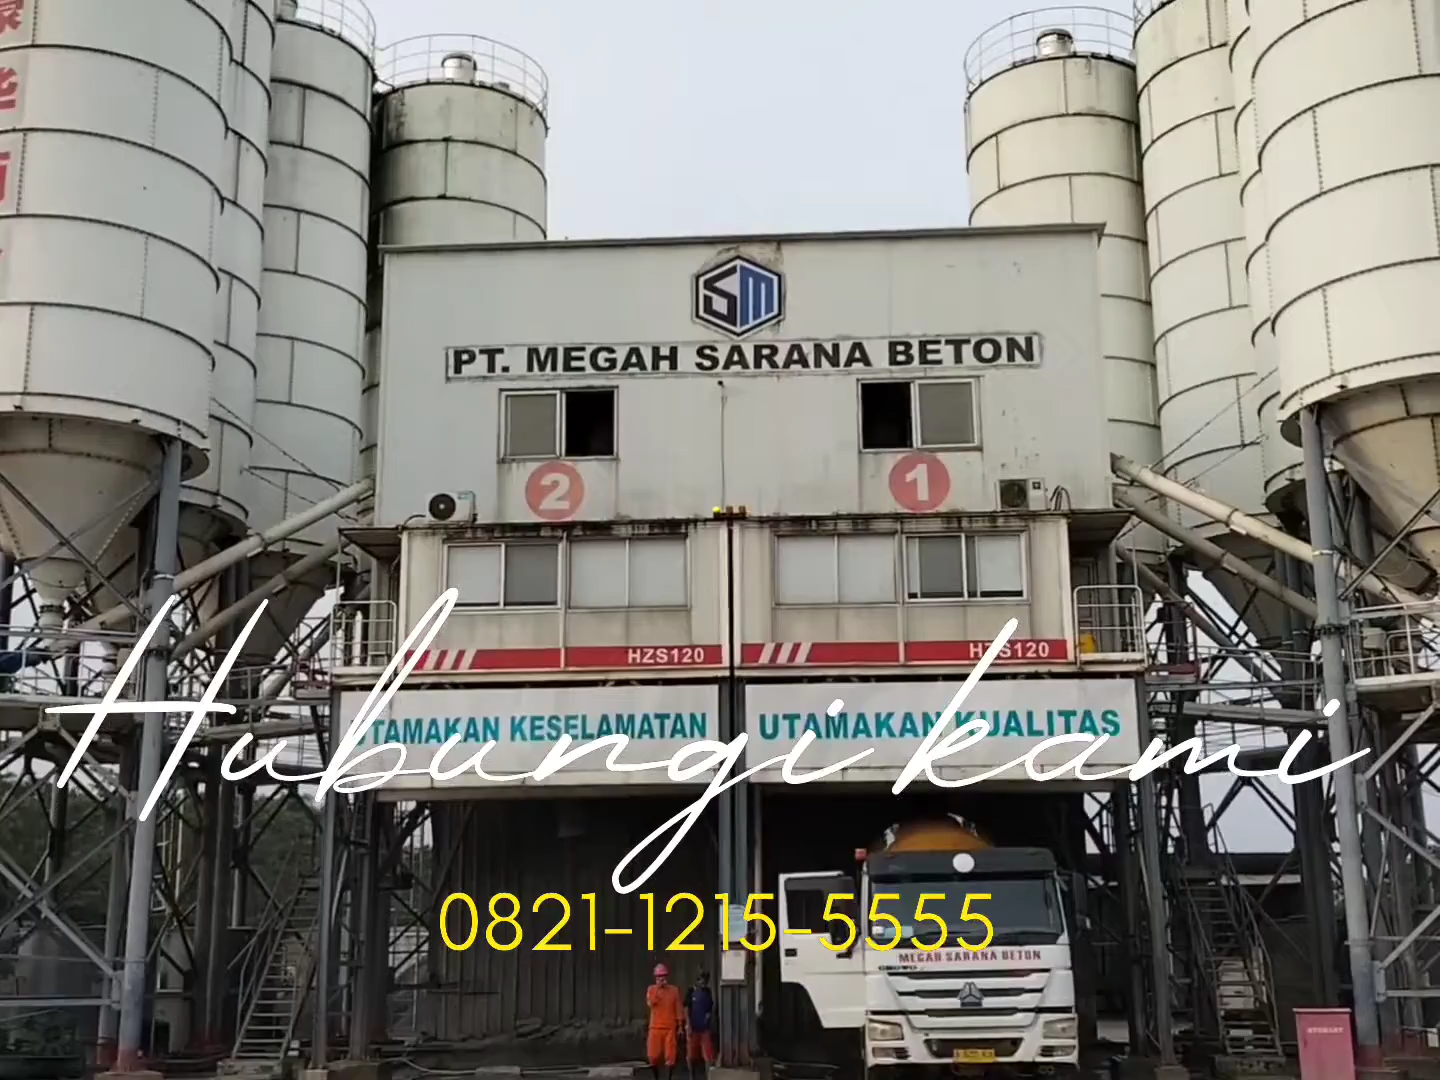 SM
PT. MEGAH SARANA BETON
2
1
HZS120
HZS120
UTAMAKAN KESELAMATAN
UTAMAKAN KUALITAS
Hubungi kami
0821-1215-5555
MEGAH SARANA BETON